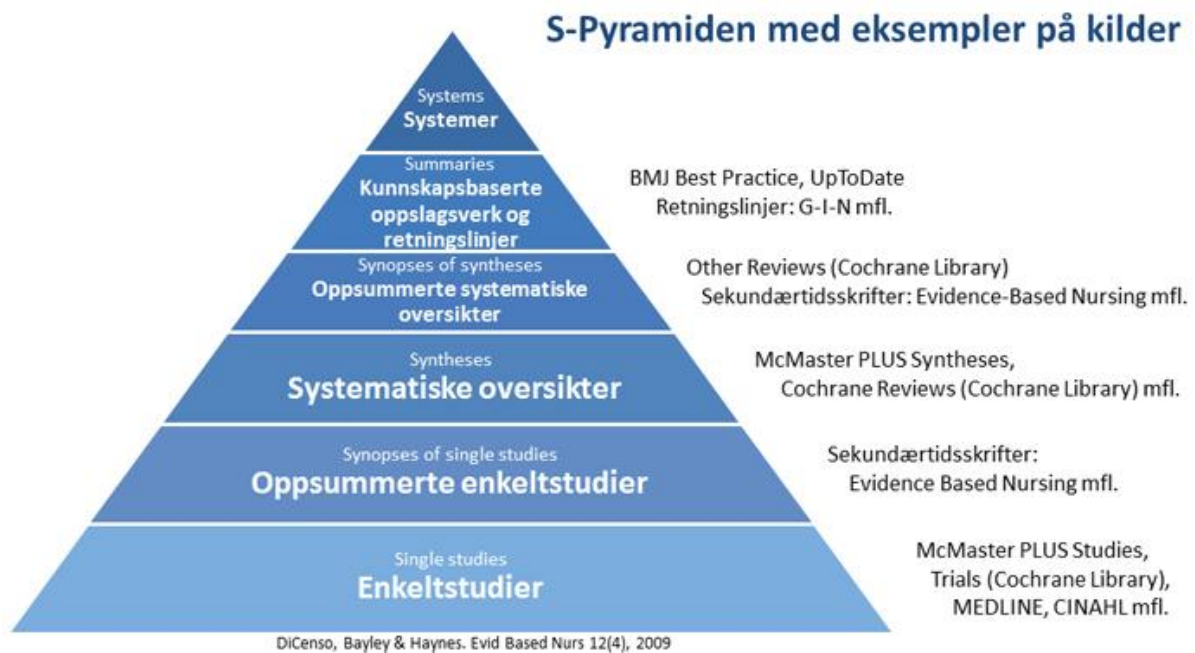 S-Pyramiden med eksempler på kilder
Systems
Systemer
Summaries
Kunnskapsbaserte
oppslagsverk og
retningslinjer
BMJ Best Practice, UpToDate
Retningslinjer: G-I-N mfl.
Synopses of syntheses
Oppsummerte systematiske
oversikter
Other Reviews (Cochrane Library)
Sekundærtidsskrifter: Evidence-Based Nursing mfl.
Syntheses
Systematiske oversikter
McMaster PLUS Syntheses,
Cochrane Reviews (Cochrane Library) mfl.
Synopses of single studies
Oppsummerte enkeltstudier
Sekundærtidsskrifter:
Evidence Based Nursing mfl.
Single studies
Enkeltstudier
McMaster PLUS Studies,
Trials (Cochrane Library),
MEDLINE, CINAHL mfl.
DiCenso, Bayley & Haynes. Evid Based Nurs 12(4), 2009